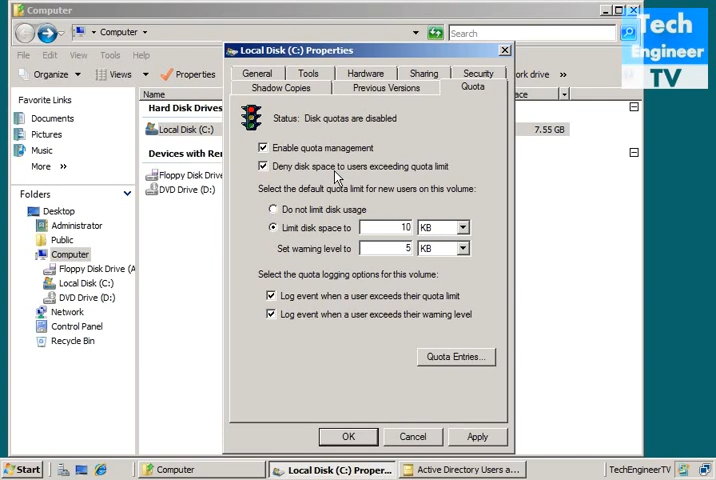 Computer
Computer
Search
Tech
Engineer
TV
File Edit View Tools Help
Organize Views Properties
rk drive »
Favorite Links
Documents
Pictures
Music
More »
Folders
Desktop
Administrator
Public
Computer
Floppy Disk Drive (A
Local Disk (C:)
DVD Drive (D:)
Network
Control Panel
Recycle Bin
Name
Hard Disk Drives
Local Disk (C:)
7.55 GB
Devices with Rem
Floppy Disk Drive
DVD Drive (D:)
Local Disk (C:) Properties
General Tools Hardware Sharing Security
Shadow Copies Previous Versions Quota
Status: Disk quotas are disabled
Enable quota management
Deny disk space to users exceeding quota limit
Select the default quota limit for new users on this volume:
Do not limit disk usage
Limit disk space to 10 KB
Set warning level to 5 KB
Select the quota logging options for this volume:
Log event when a user exceeds their quota limit
Log event when a user exceeds their warning level
Quota Entries...
OK Cancel Apply
Start Computer Local Disk (C:) Proper... Active Directory Users a... TechEngineerTV